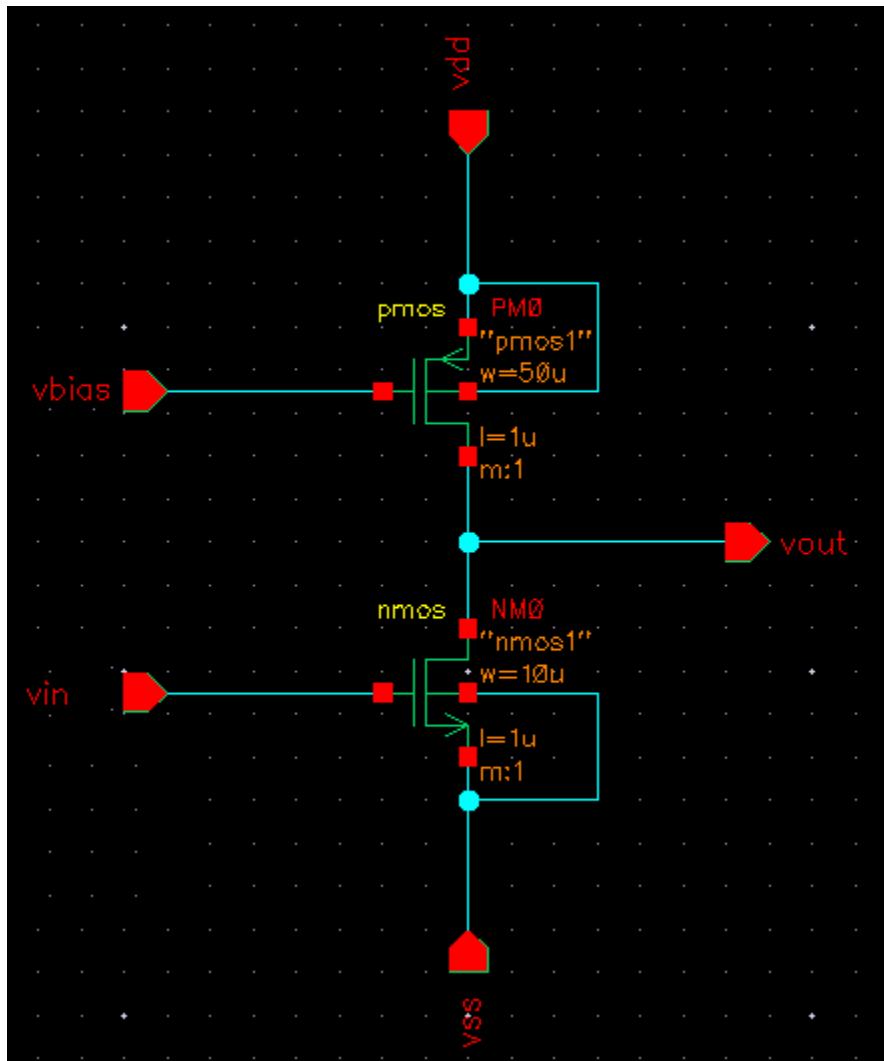 vdd
pmos PM0
"pmos1"
w=50u
vbias
l=1u
m:1
vout
nmos NM0
"nmos1"
w=10u
vin
l=1u
m:1
vss